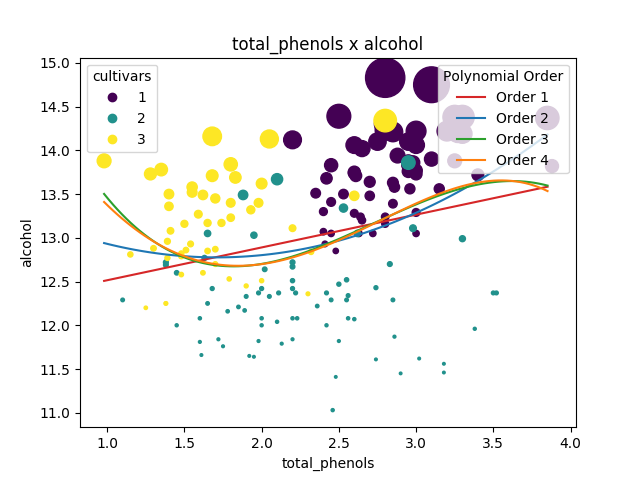 total_phenols x alcohol
cultivars
1
2
3
Polynomial Order
Order 1
Order 2
Order 3
Order 4
alcohol
15.0
14.5
14.0
13.5
13.0
12.5
12.0
11.5
11.0
1.0 1.5 2.0 2.5 3.0 3.5 4.0
total_phenols